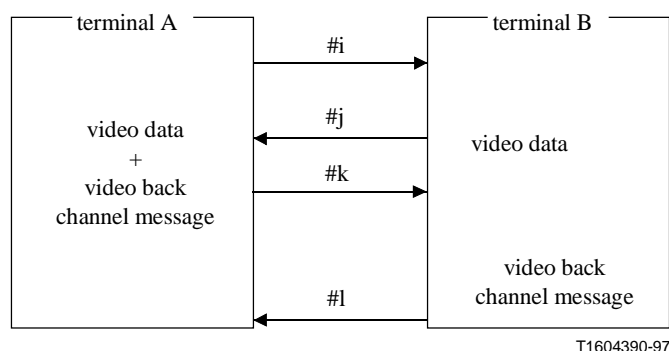 terminal A
terminal B
#i
#j
video data
+
video back
channel message
video data
#k
video back
channel message
#l
T1604390-97